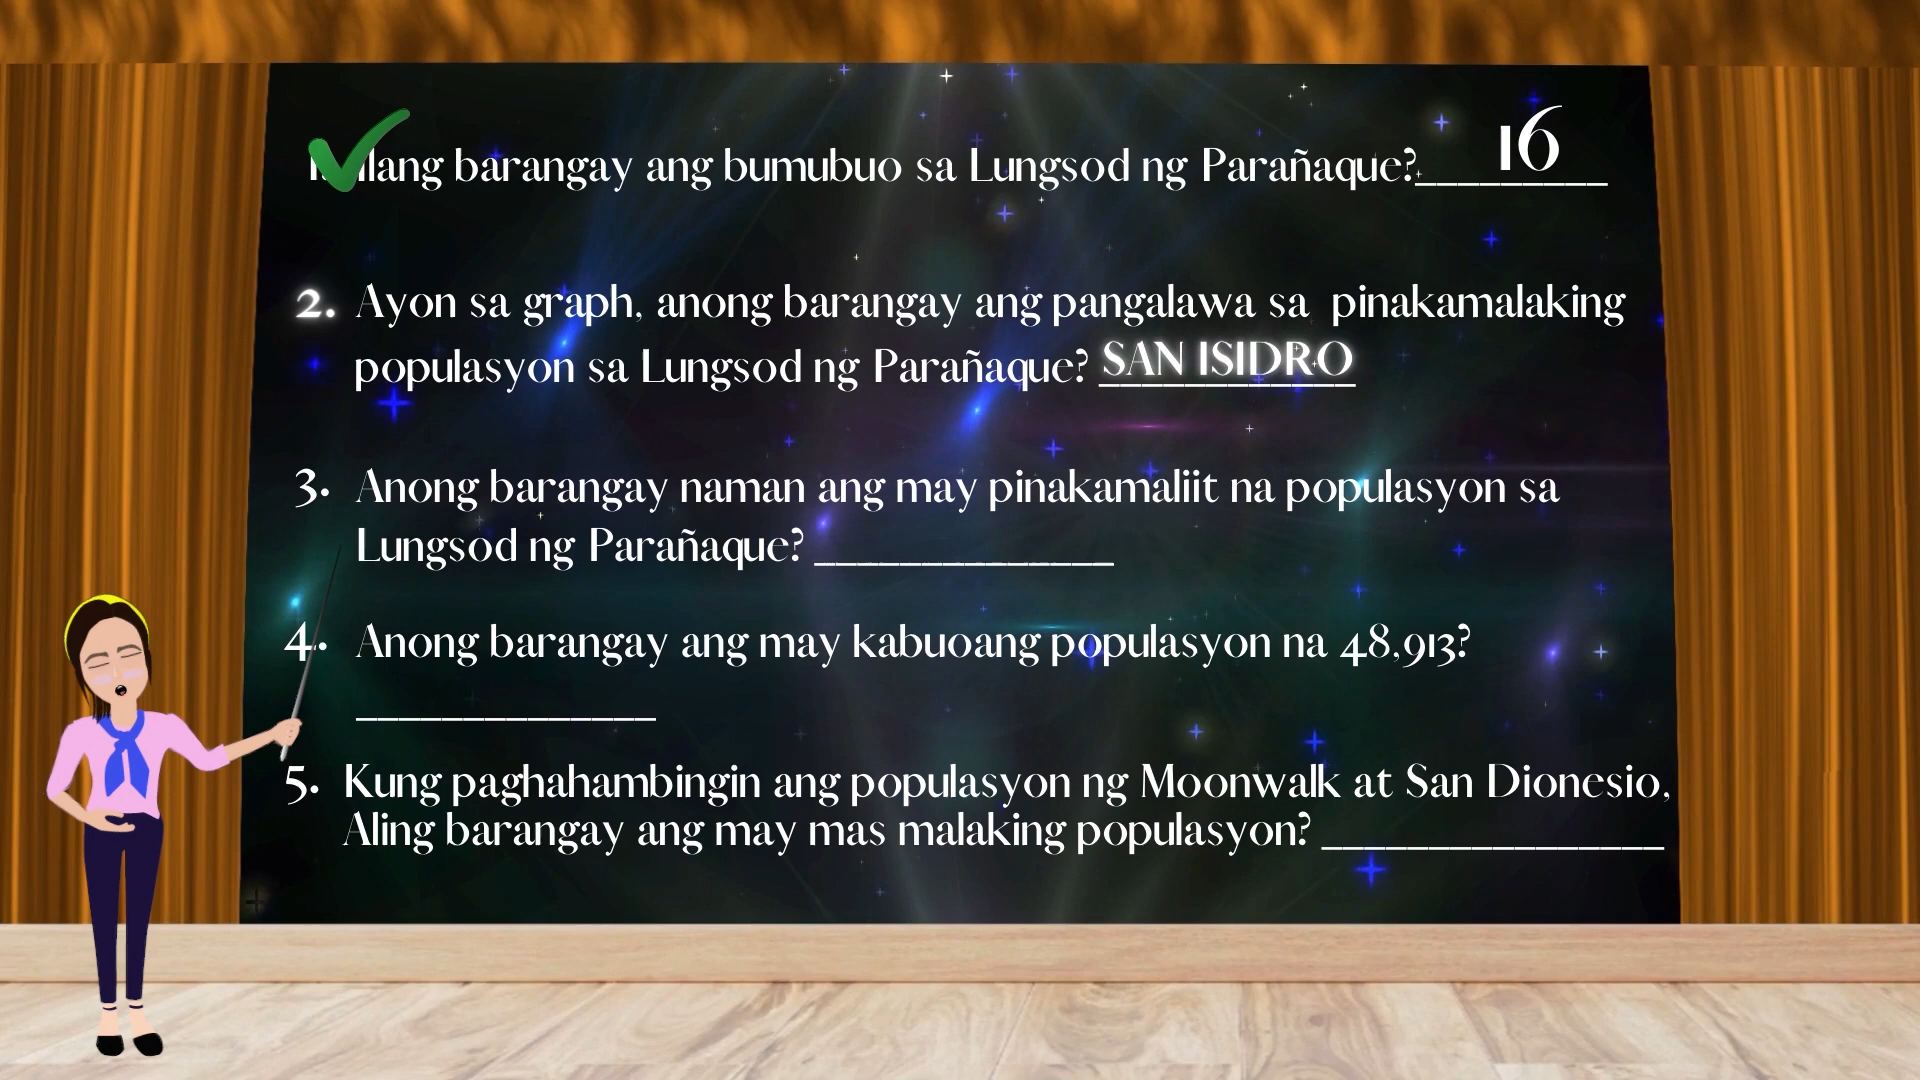 ilang barangay ang bumubuo sa Lungsod ng Parañaque?_________ 16
2. Ayon sa graph, anong barangay ang pangalawa sa pinakamalaking
populasyon sa Lungsod ng Parañaque? SAN ISIDRO
3. Anong barangay naman ang may pinakamaliit na populasyon sa
Lungsod ng Parañaque? ______________
4. Anong barangay ang may kabuoang populasyon na 48,913?
______________
5. Kung paghahambingin ang populasyon ng Moonwalk at San Dionesio,
Aling barangay ang may mas malaking populasyon? ________________